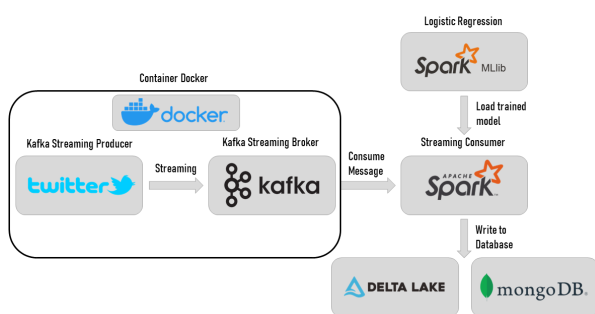 Logistic Regression
Spark MLlib
Container Docker
docker
Load trained
model
Kafka Streaming Producer
Kafka Streaming Broker
Streaming Consumer
twitter
Streaming
kafka
Consume
Message
APACHE
Spark
Write to
Database
DELTA LAKE
mongoDB